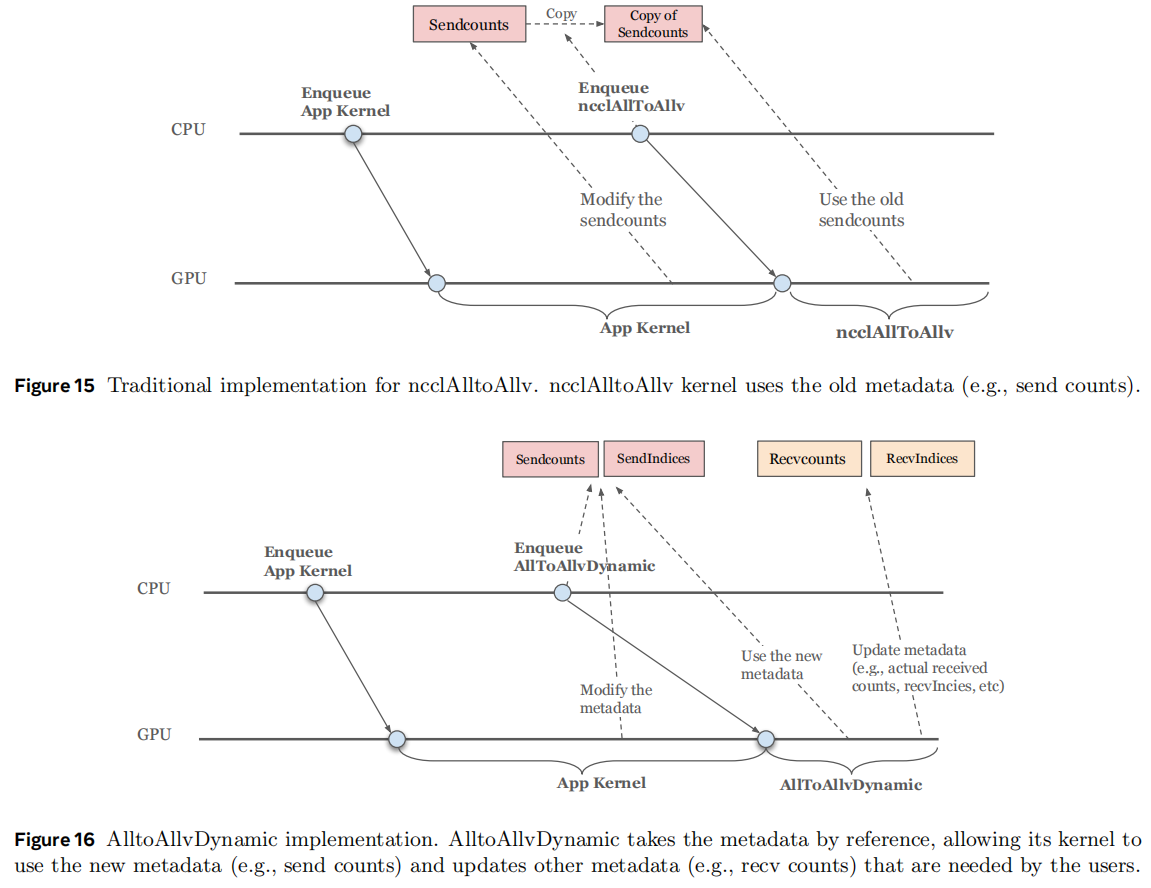 Sendcounts
Copy
Copy of
Sendcounts
Enqueue
App Kernel
Enqueue
ncclAllToAllv
CPU
Modify the
sendcounts
Use the old
sendcounts
GPU
App Kernel
ncclAllToAllv
Figure 15 Traditional implementation for ncclAlltoAllv. ncclAlltoAllv kernel uses the old metadata (e.g., send counts).
Sendcounts
SendIndices
Recvcounts
RecvIndices
Enqueue
App Kernel
Enqueue
AllToAllvDynamic
CPU
Modify the
metadata
Use the new
metadata
Update metadata
(e.g., actual received
counts, recvIncies, etc)
GPU
App Kernel
AllToAllvDynamic
Figure 16 AlltoAllvDynamic implementation. AlltoAllvDynamic takes the metadata by reference, allowing its kernel to
use the new metadata (e.g., send counts) and updates other metadata (e.g., recv counts) that are needed by the users.